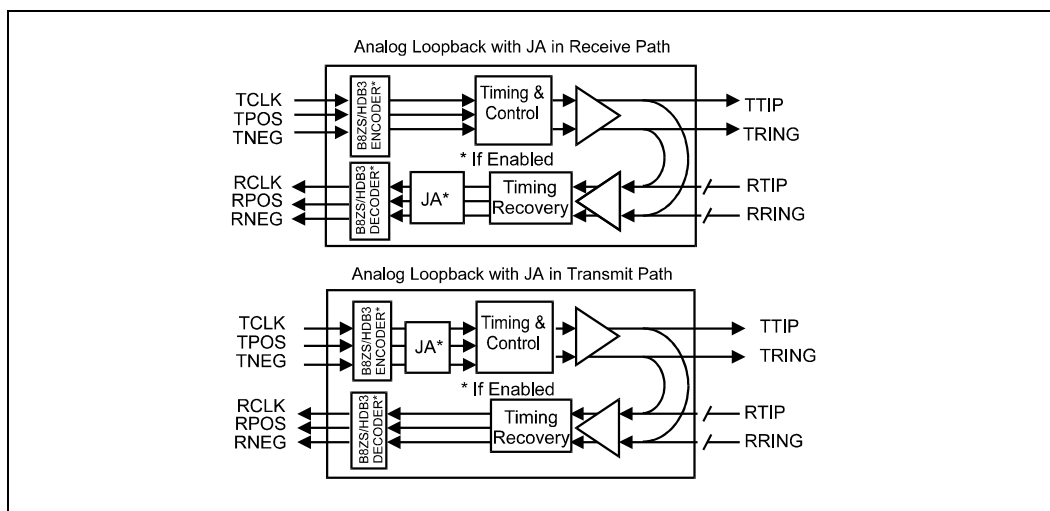 Analog Loopback with JA in Receive Path
TCLK
TPOS
TNEG
B8ZS/HDB3
ENCODER*
Timing &
Control
TTIP
TRING
* If Enabled
RCLK
RPOS
RNEG
B8ZS/HDB3
DECODER*
JA*
Timing
Recovery
RTIP
RRING
Analog Loopback with JA in Transmit Path
TCLK
TPOS
TNEG
B8ZS/HDB3
ENCODER*
JA*
Timing &
Control
TTIP
TRING
* If Enabled
RCLK
RPOS
RNEG
B8ZS/HDB3
DECODER*
Timing
Recovery
RTIP
RRING